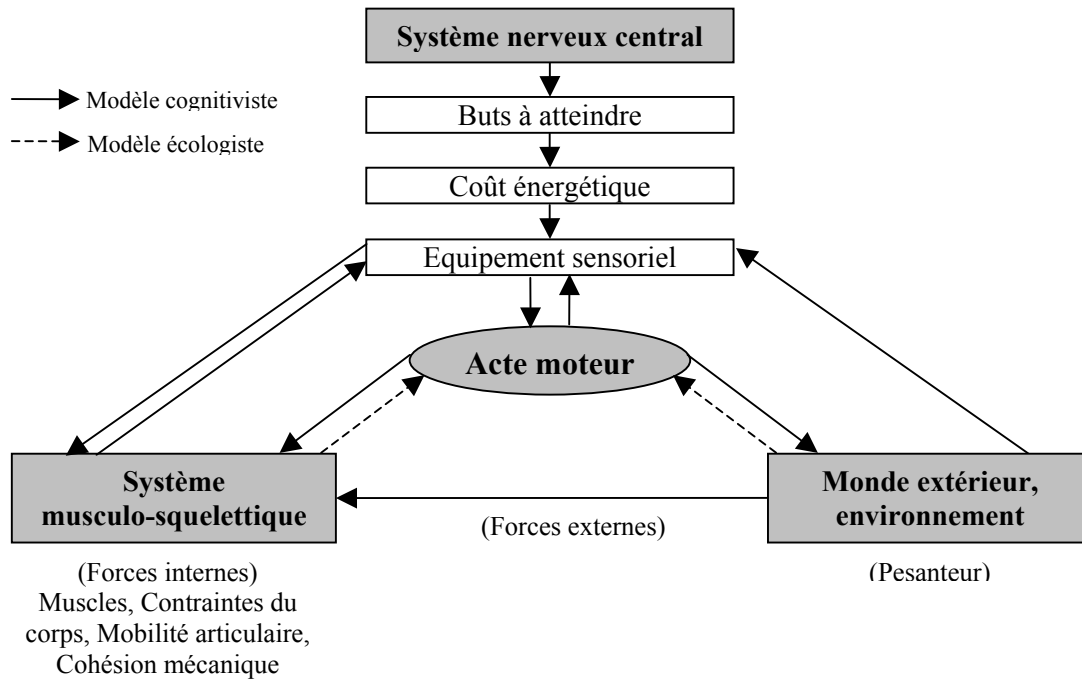 Système nerveux central
Modèle cognitiviste
Modèle écologiste
Buts à atteindre
Coût énergétique
Equipement sensoriel
Acte moteur
Système
musculo-squelettique
(Forces externes)
Monde extérieur,
environnement
(Forces internes)
Muscles, Contraintes du
corps, Mobilité articulaire,
Cohésion mécanique
(Pesanteur)